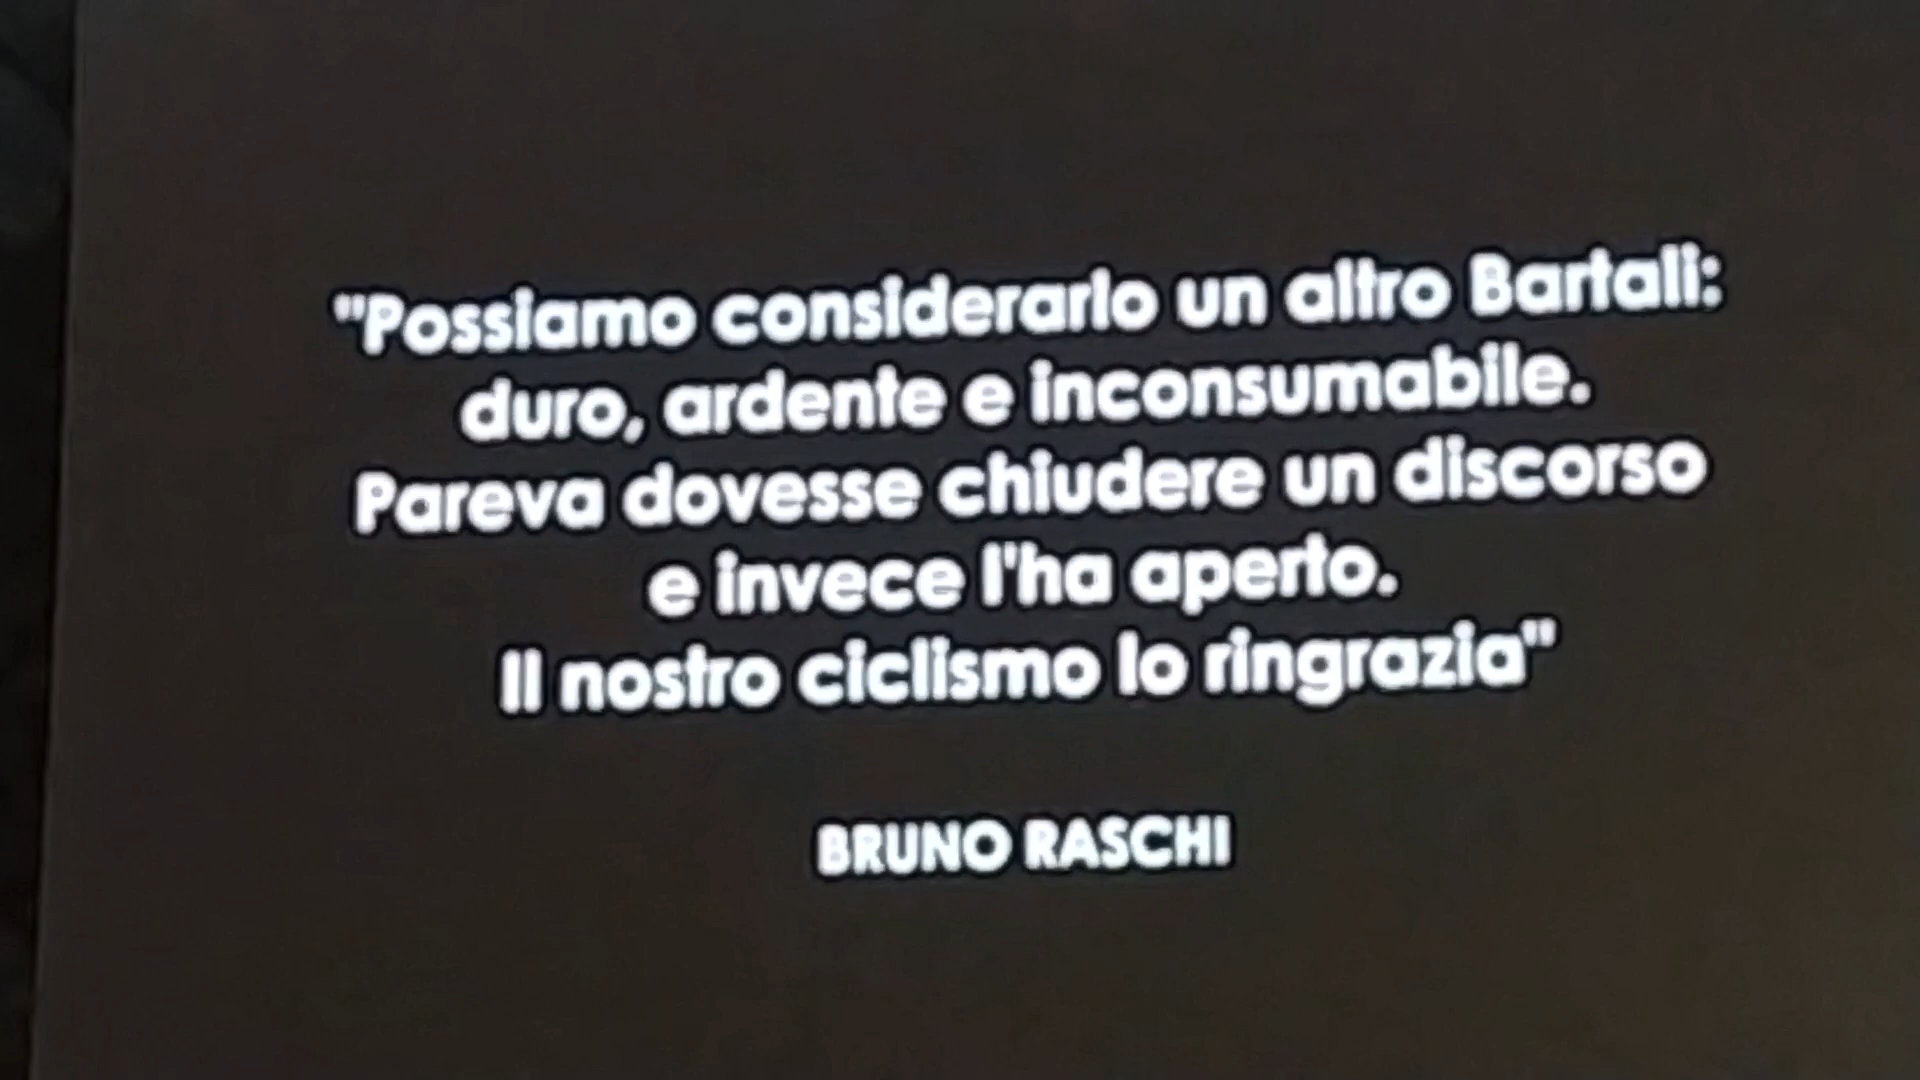 "Possiamo considerarlo un altro Bartali:
duro, ardente e inconsumabile.
Pareva dovesse chiudere un discorso
e invece l'ha aperto.
Il nostro ciclismo lo ringrazia"
BRUNO RASCHI